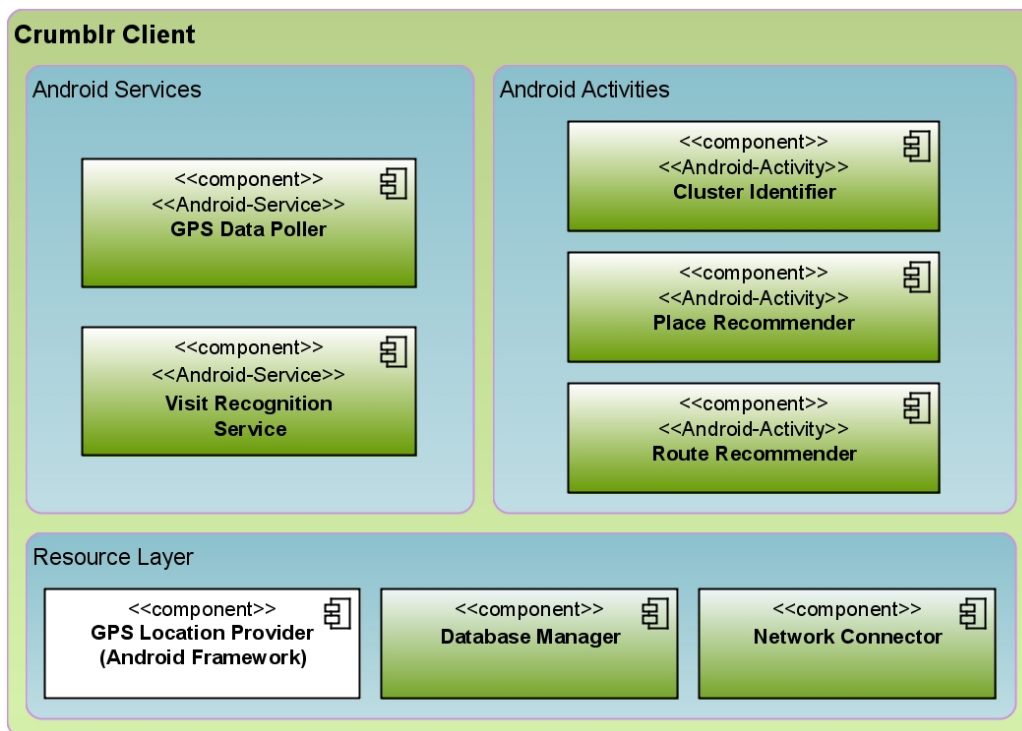 Crumblr Client
Android Services
<<component>>
<<Android-Service>>
GPS Data Poller
<<component>>
<<Android-Service>>
Visit Recognition
Service
Android Activities
<<component>>
<<Android-Activity>>
Cluster Identifier
<<component>>
<<Android-Activity>>
Place Recommender
<<component>>
<<Android-Activity>>
Route Recommender
Resource Layer
<<component>>
GPS Location Provider
(Android Framework)
<<component>>
Database Manager
<<component>>
Network Connector